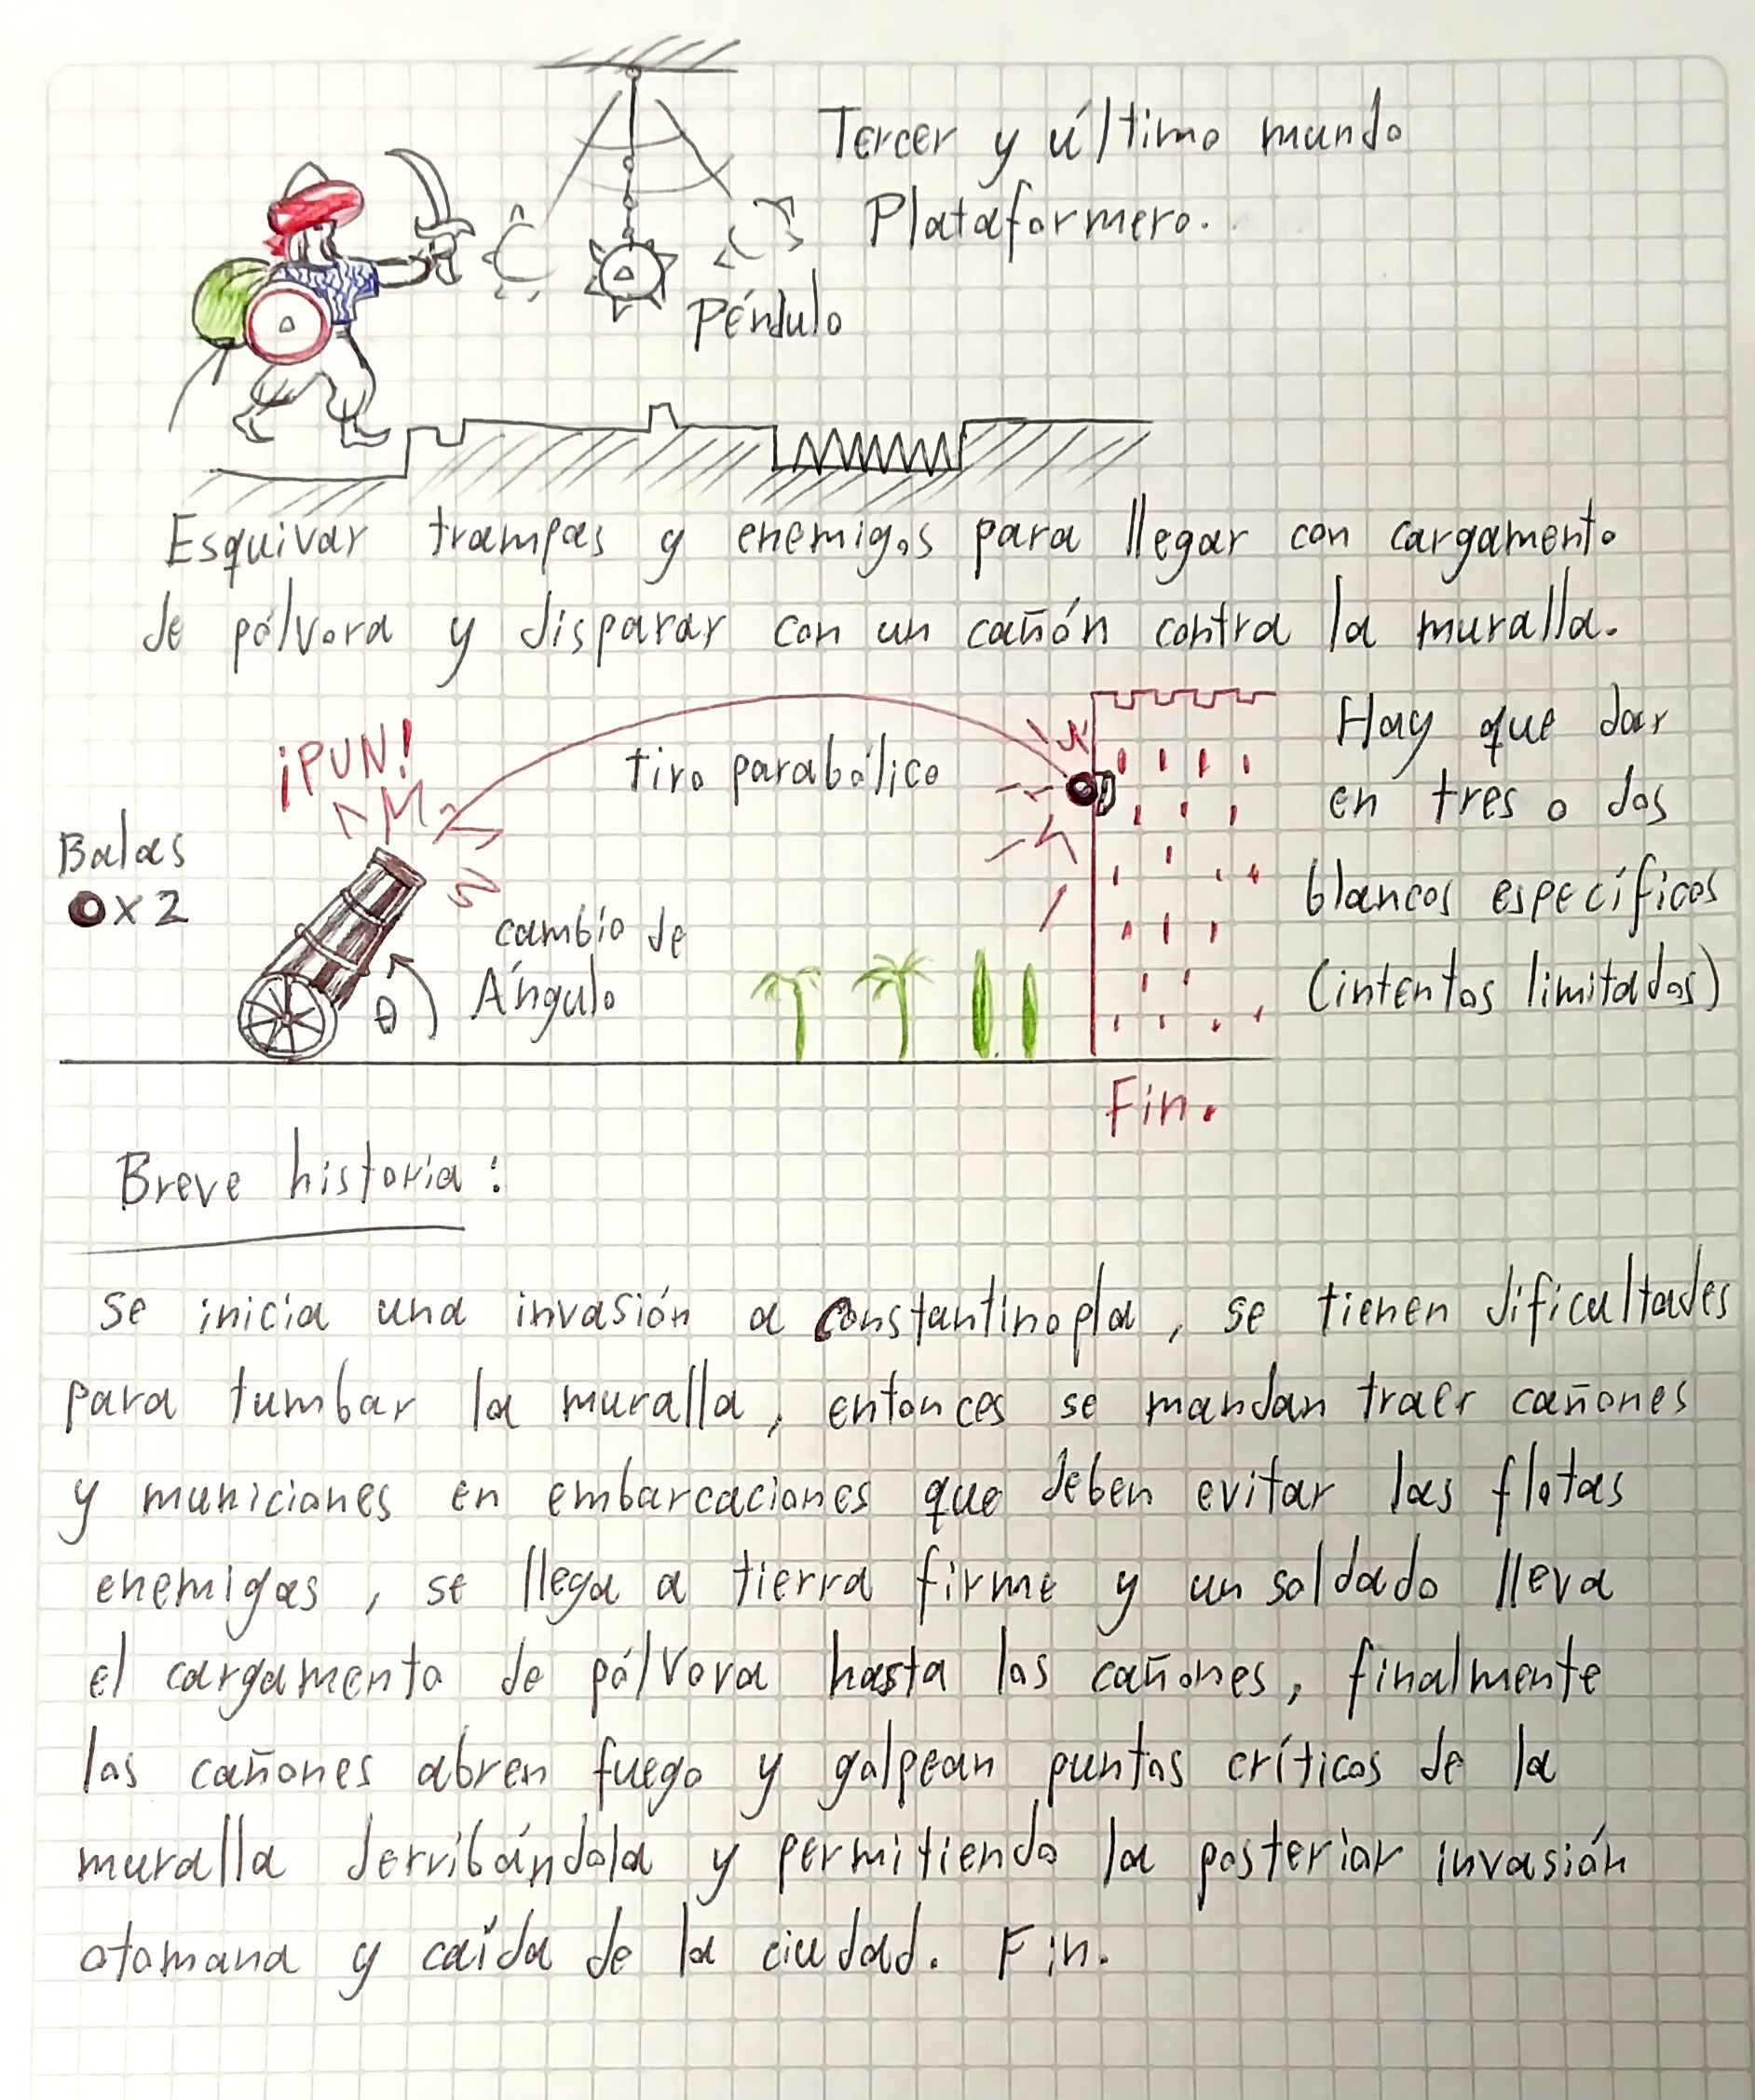 Tercer y último mundo
Plataformero.
Péndulo
Esquivar trampas y enemigos para llegar con cargamento
de pólvora y disparar con un cañón contra la muralla.
¡PUN!
tiro parabólico
Hay que dar
en tres o dos
blancos específicos
(intentos limitados)
Balas
x 2
cambio de
Ángulo
θ
Fin.
Breve historia:
se inicia una invasión a constantinopla, se tienen dificultades
para tumbar la muralla, entonces se mandan traer cañones
y municiones en embarcaciones que deben evitar las flotas
enemigas, se llega a tierra firme y un soldado lleva
el cargamento de pólvora hasta los cañones, finalmente
los cañones abren fuego y golpean puntos críticos de la
muralla derribándola y permitiendo la posterior invasión
otomana y caída de la ciudad. Fin.